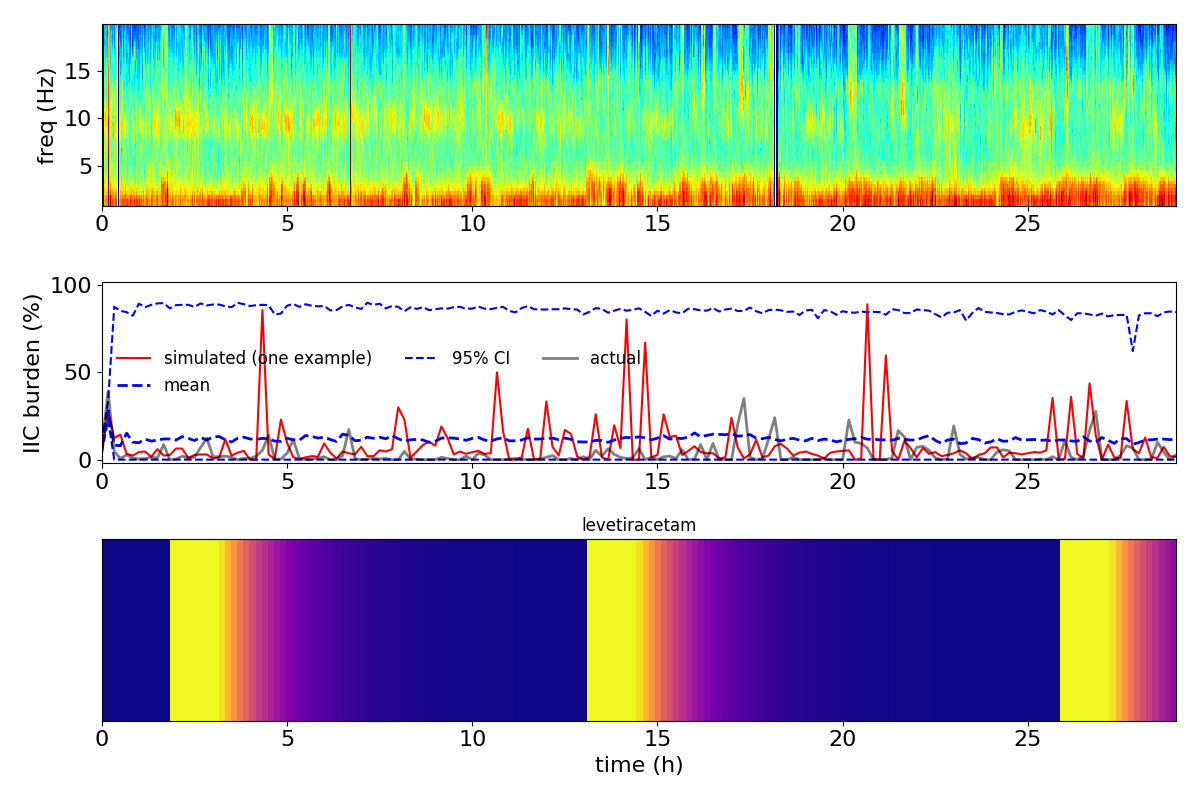 freq (Hz)
15
10
5
0 5 10 15 20 25
IIC burden (%)
100
50
0
simulated (one example) 95% CI actual
mean
0 5 10 15 20 25
levetiracetam
0 5 10 15 20 25
time (h)